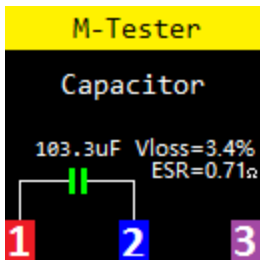 M-Tester
Capacitor
103.3uF Vloss=3.4%
ESR=0.71Ω
1 2 3